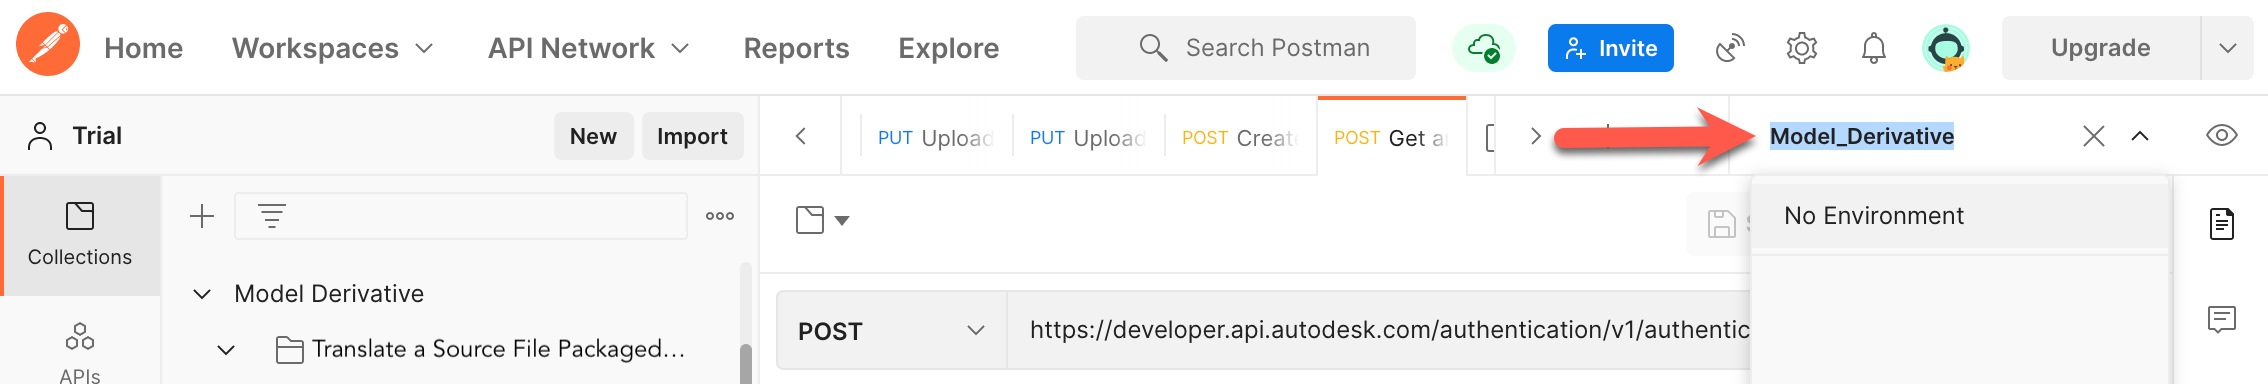 Home Workspaces API Network Reports Explore Search Postman Invite Upgrade
Trial New Import PUT Upload PUT Upload POST Create POST Get Model_Derivative
No Environment
Collections
Model Derivative
POST https://developer.api.autodesk.com/authentication/v1/authentic
Translate a Source File Packaged...
APIs